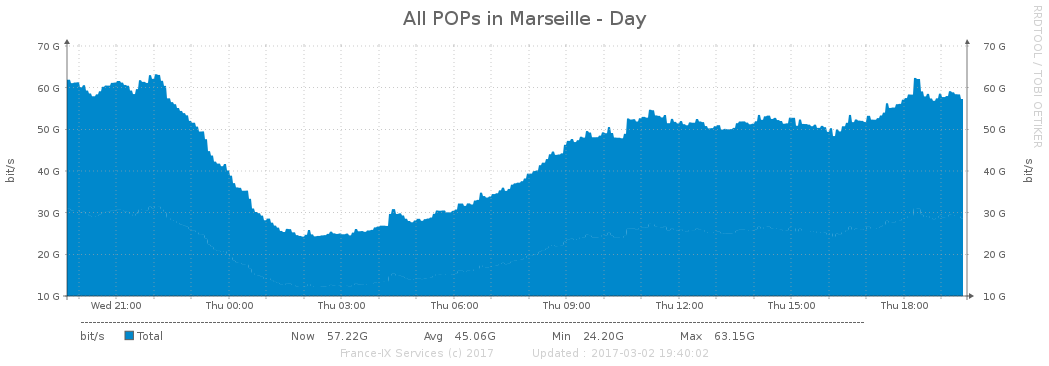 All POPs in Marseille - Day
RRDTOOL / TOBI OETIKER
70 G 70 G
60 G 60 G
50 G 50 G
40 G 40 G
30 G 30 G
20 G 20 G
10 G 10 G
bit/s
bit/s
Wed 21:00 Thu 00:00 Thu 03:00 Thu 06:00 Thu 09:00 Thu 12:00 Thu 15:00 Thu 18:00
bit/s Total Now 57.22G Avg 45.06G Min 24.20G Max 63.15G
France-IX Services (c) 2017 Updated : 2017-03-02 19:40:02